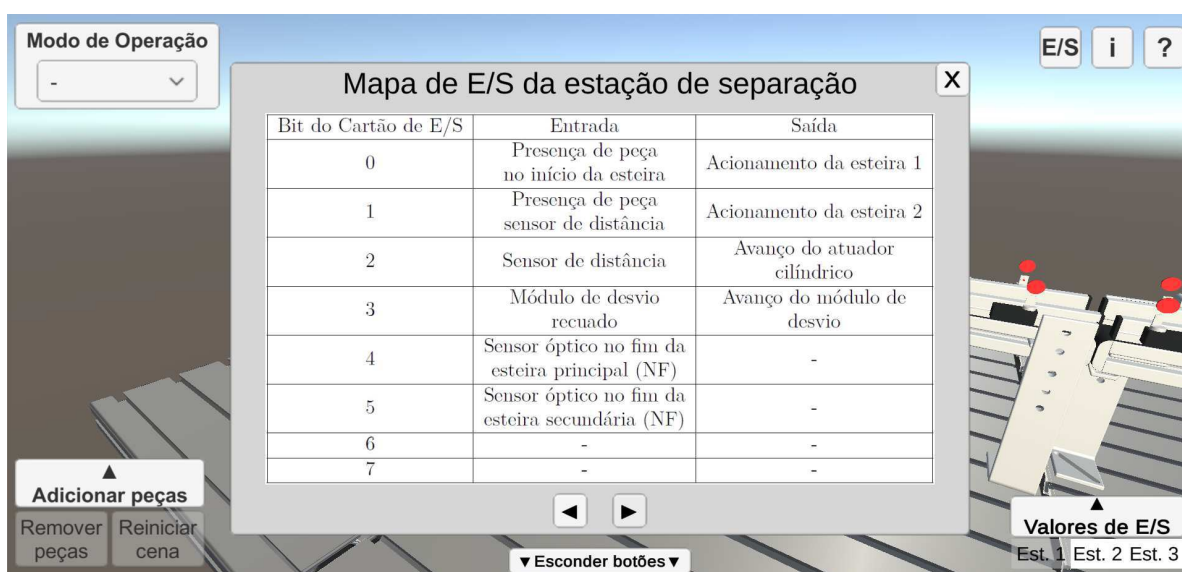 Modo de Operação
-
E/S i ?
Mapa de E/S da estação de separação X
Bit do Cartão de E/S Entrada Saída
0 Presença de peça no início da esteira Acionamento da esteira 1
1 Presença de peça sensor de distância Acionamento da esteira 2
2 Sensor de distância Avanço do atuador cilíndrico
3 Módulo de desvio recuado Avanço do módulo de desvio
4 Sensor óptico no fim da esteira principal (NF) -
5 Sensor óptico no fim da esteira secundária (NF) -
6 - -
7 - -
◀ ▶
▲
Adicionar peças
Remover peças
Reiniciar cena
▼Esconder botões▼
▲
Valores de E/S
Est. 1 Est. 2 Est. 3